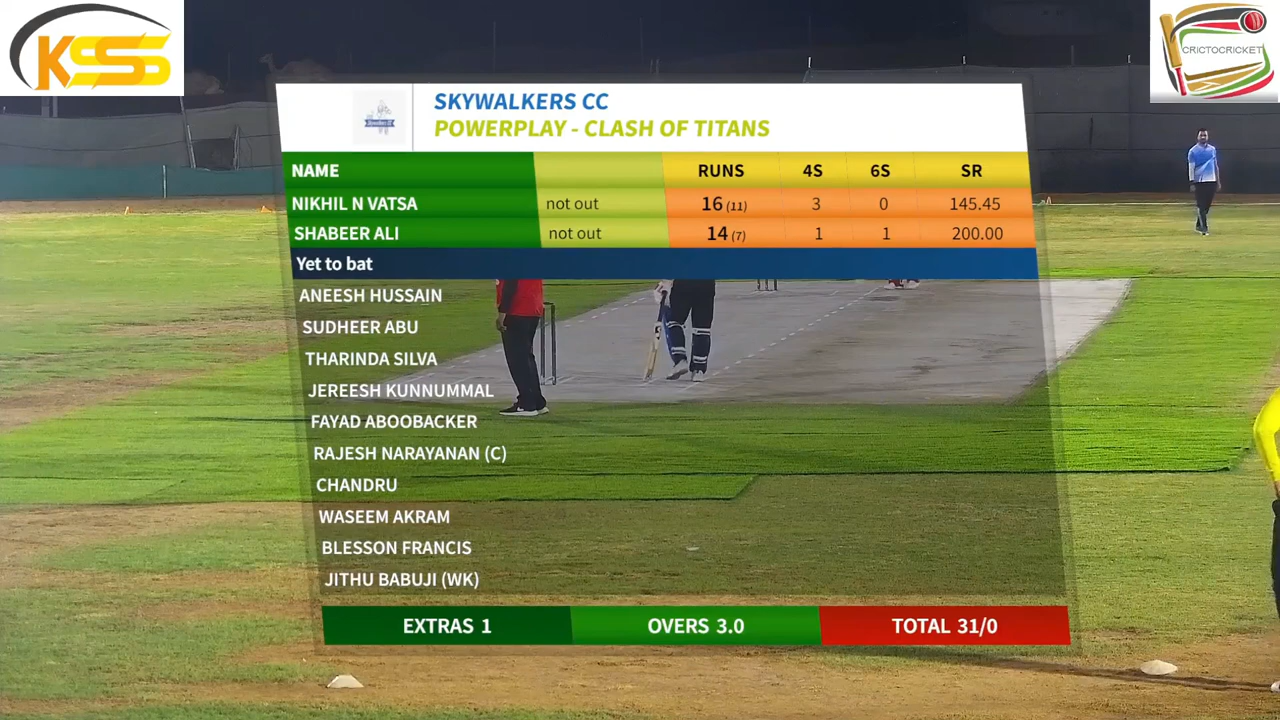 KSS
CRICTOCRICKET
SKYWALKERS CC
POWERPLAY - CLASH OF TITANS
NAME RUNS 4S 6S SR
NIKHIL N VATSA not out 16 (11) 3 0 145.45
SHABEER ALI not out 14 (7) 1 1 200.00
Yet to bat
ANEESH HUSSAIN
SUDHEER ABU
THARINDA SILVA
JEREESH KUNNUMMAL
FAYAD ABOOBACKER
RAJESH NARAYANAN (C)
CHANDRU
WASEEM AKRAM
BLESSON FRANCIS
JITHU BABUJI (WK)
EXTRAS 1 OVERS 3.0 TOTAL 31/0